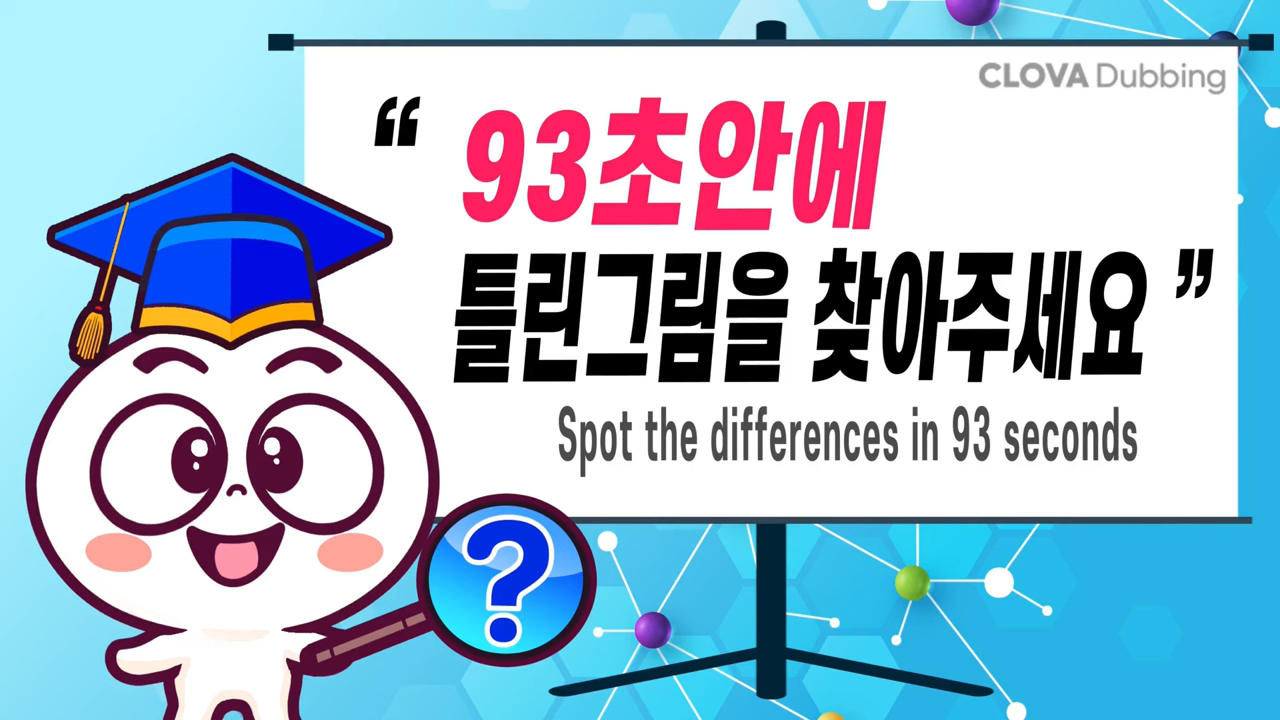 CLOVA Dubbing
“ 93초안에
틀린그림을 찾아주세요 ”
Spot the differences in 93 seconds
?